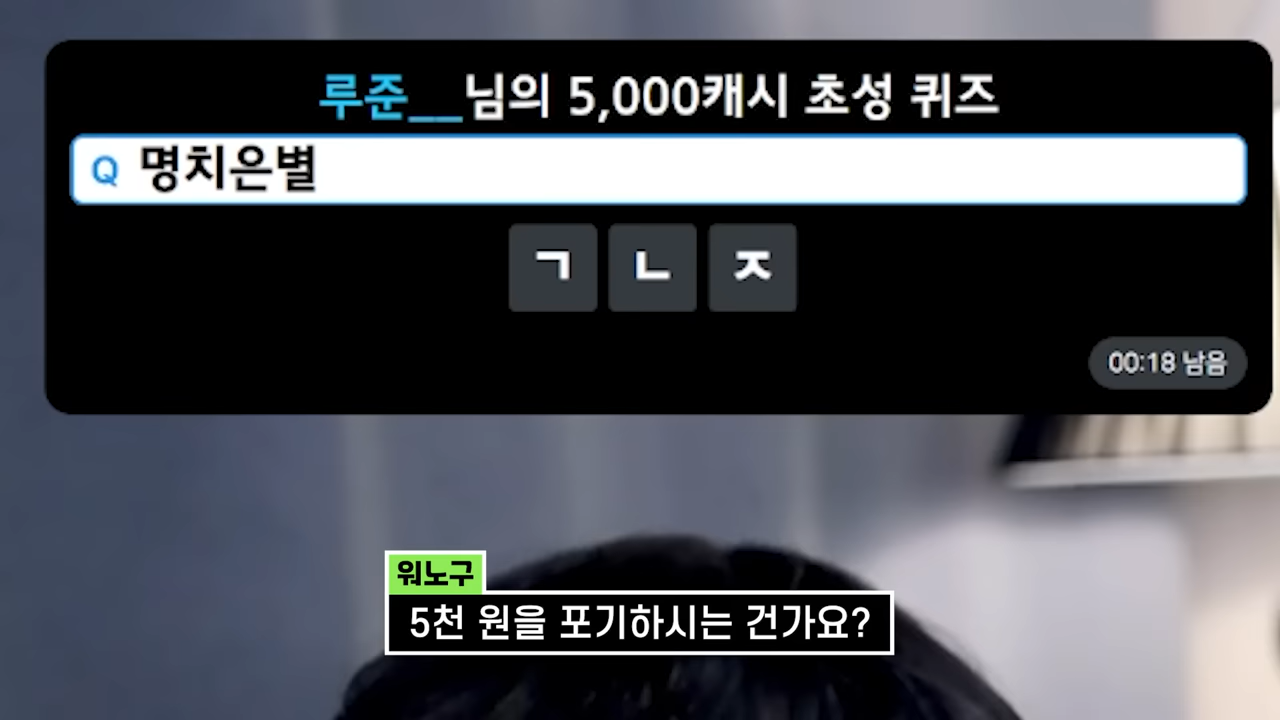 루준__님의 5,000캐시 초성 퀴즈
Q 명치은별
ㄱ ㄴ ㅈ
00:18 남음
워노구
5천 원을 포기하시는 건가요?